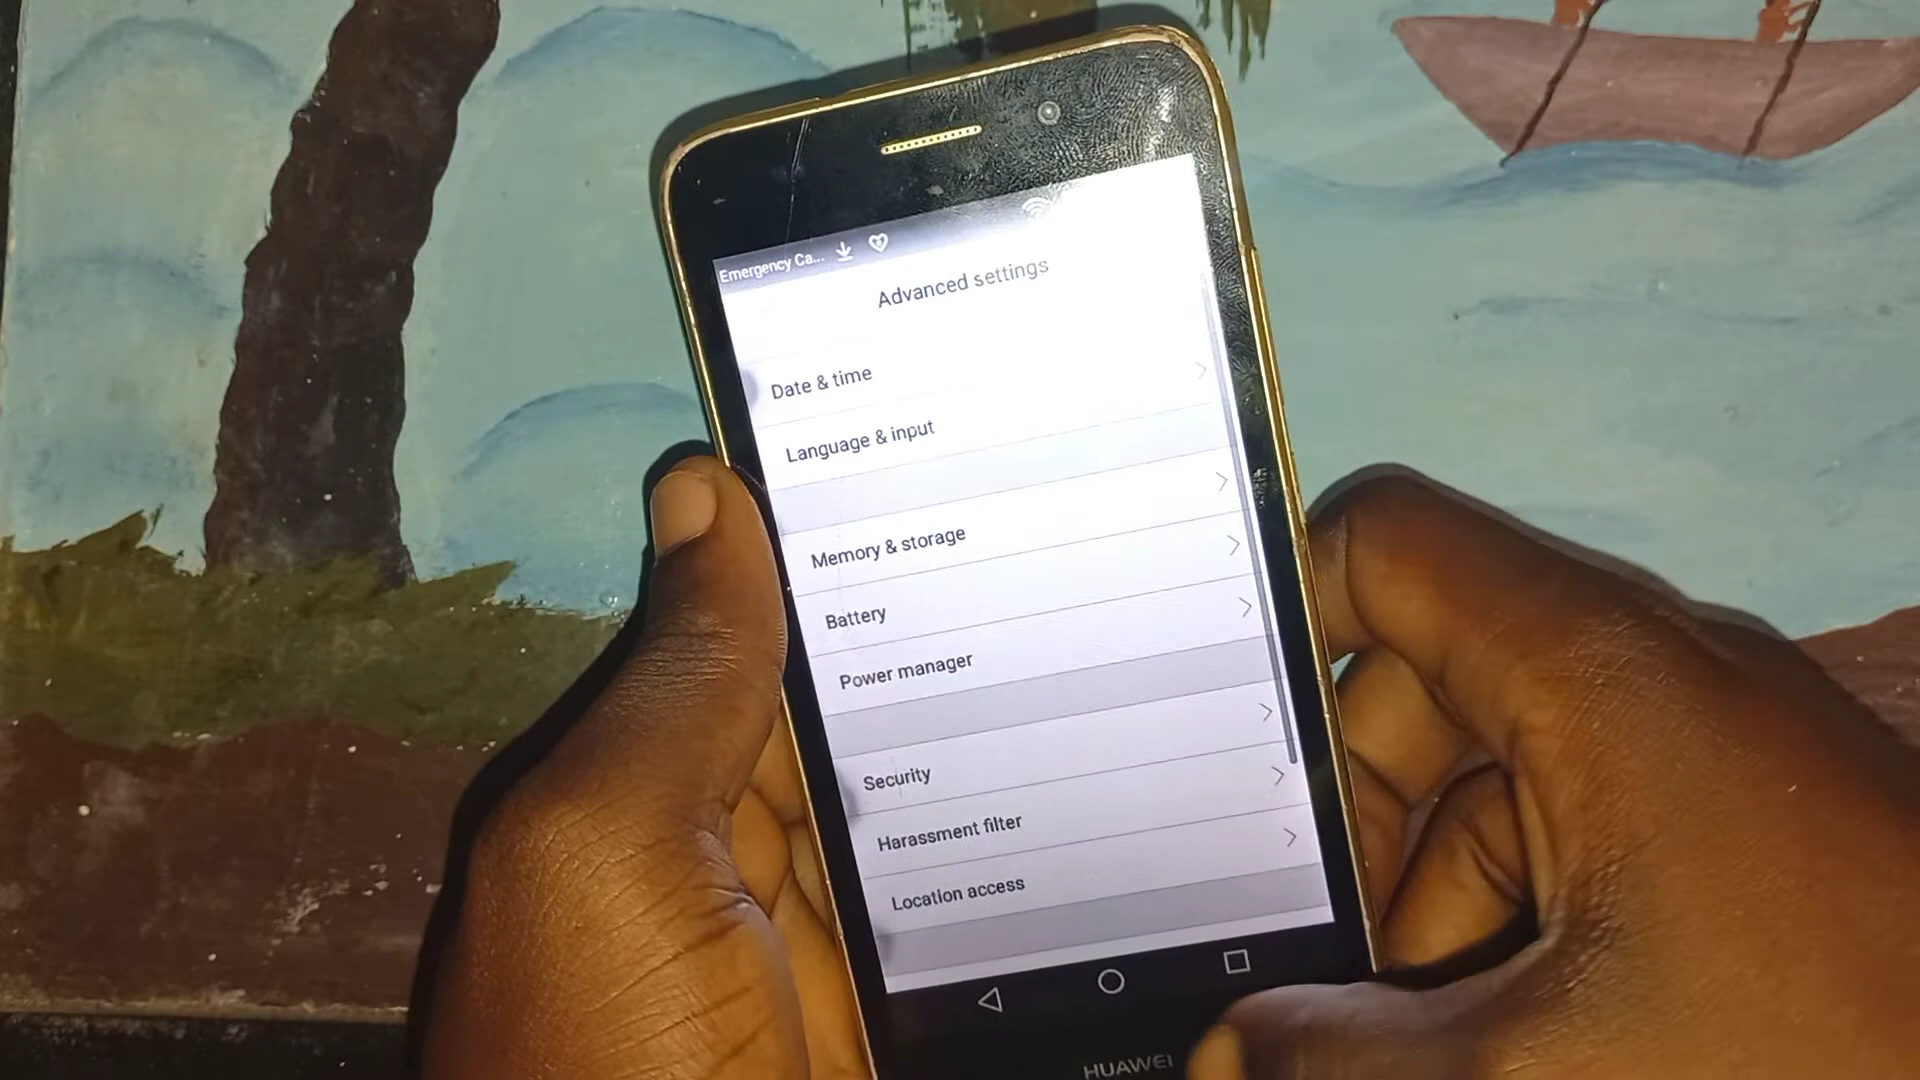 Emergency Ca...
Advanced settings
Date & time
Language & input
Memory & storage
Battery
Power manager
Security
Harassment filter
Location access
HUAWEI